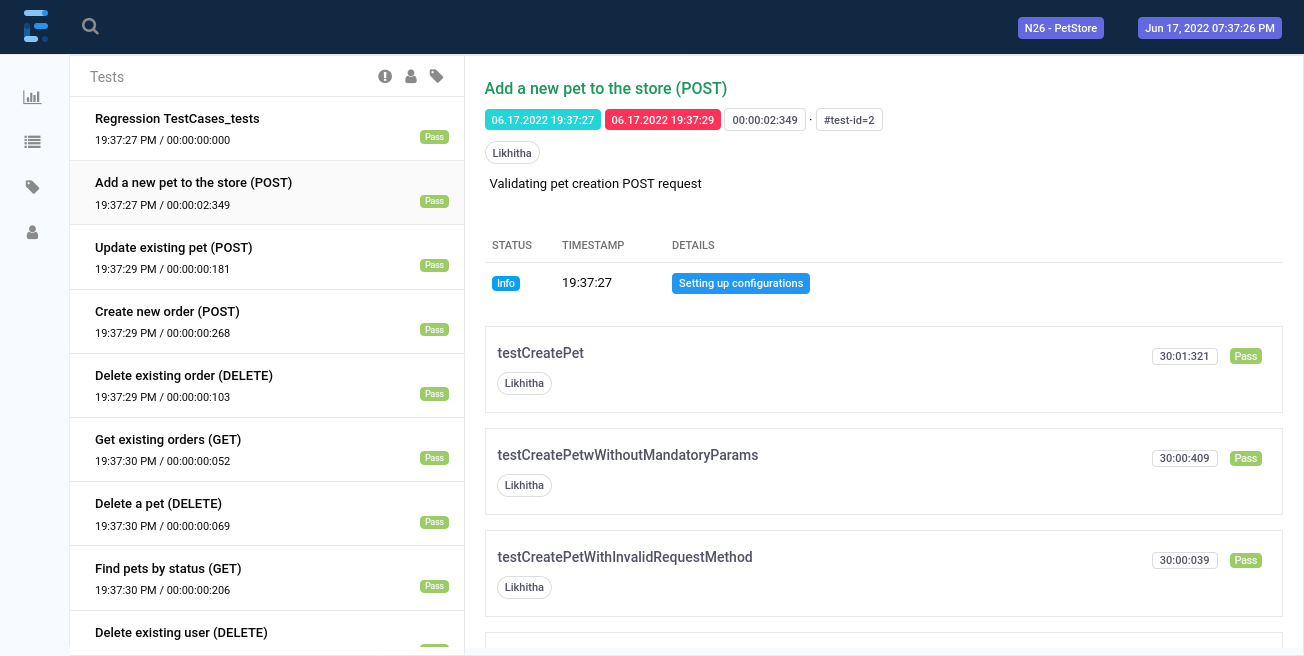 N26 - PetStore
Jun 17, 2022 07:37:26 PM
Tests
Regression TestCases_tests
19:37:27 PM / 00:00:00:000
Pass
Add a new pet to the store (POST)
19:37:27 PM / 00:00:02:349
Pass
Update existing pet (POST)
19:37:29 PM / 00:00:00:181
Pass
Create new order (POST)
19:37:29 PM / 00:00:00:268
Pass
Delete existing order (DELETE)
19:37:29 PM / 00:00:00:103
Pass
Get existing orders (GET)
19:37:30 PM / 00:00:00:052
Pass
Delete a pet (DELETE)
19:37:30 PM / 00:00:00:069
Pass
Find pets by status (GET)
19:37:30 PM / 00:00:00:206
Pass
Delete existing user (DELETE)
Add a new pet to the store (POST)
06.17.2022 19:37:27 06.17.2022 19:37:29 00:00:02:349 · #test-id=2
Likhitha
Validating pet creation POST request
STATUS TIMESTAMP DETAILS
Info 19:37:27 Setting up configurations
testCreatePet 30:01:321 Pass
Likhitha
testCreatePetwWithoutMandatoryParams 30:00:409 Pass
Likhitha
testCreatePetWithInvalidRequestMethod 30:00:039 Pass
Likhitha